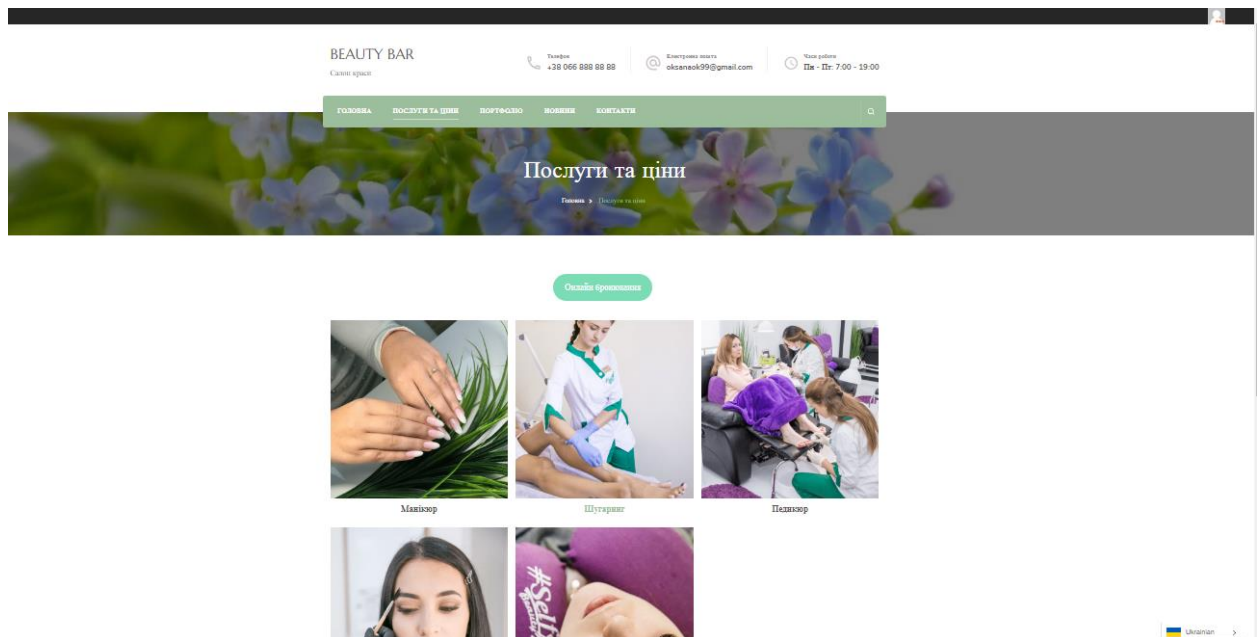 BEAUTY BAR
Салон краси
Телефон
+38 066 888 88 88
Електронна пошта
oksanaok99@gmail.com
Часи роботи
Пн - Пт: 7:00 - 19:00
ГОЛОВНА ПОСЛУГИ ТА ЦІНИ ПОРТФОЛІО НОВИНИ КОНТАКТИ
Послуги та ціни
Головна > Послуги та ціни
Онлайн бронювання
Манікюр
Шугаринг
Педикюр
#Self
Beauty
Ukrainian >